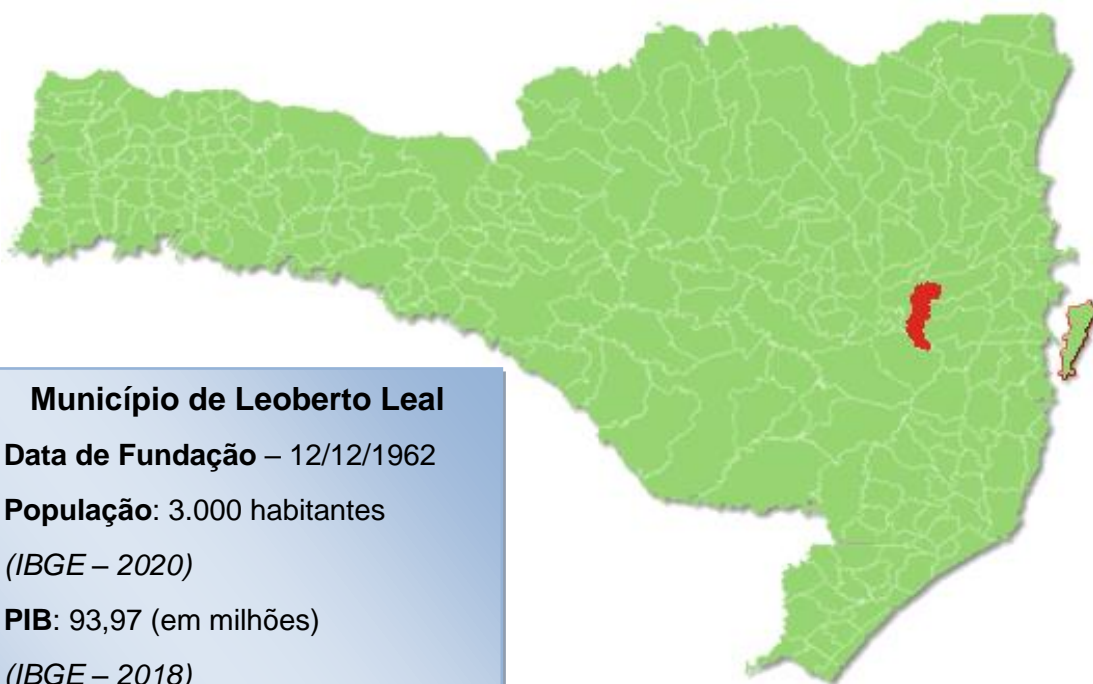 Município de Leoberto Leal
Data de Fundação – 12/12/1962
População: 3.000 habitantes
(IBGE – 2020)
PIB: 93,97 (em milhões)
(IBGE – 2018)